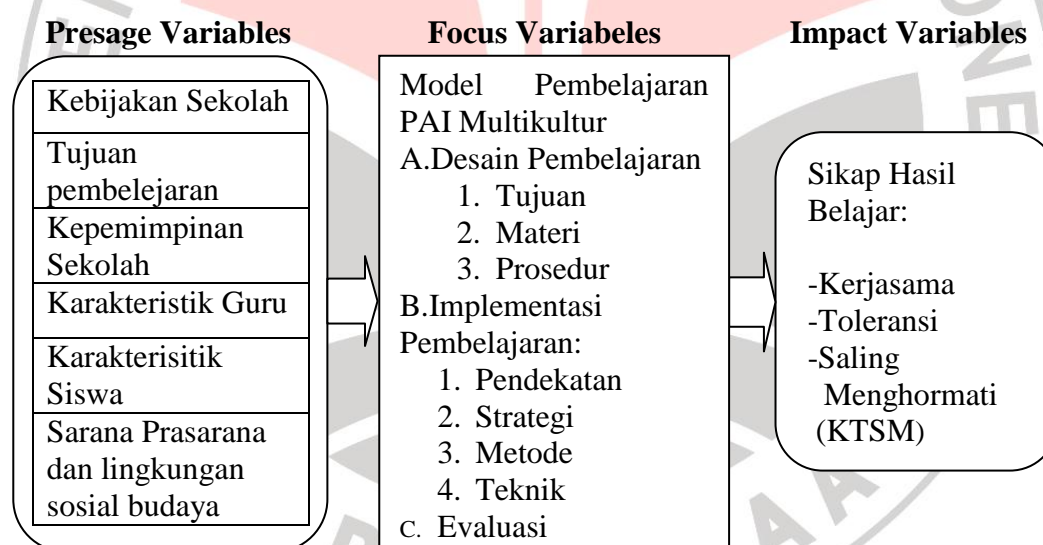 Presage Variables
Focus Variabeles
Impact Variables
Kebijakan Sekolah
Tujuan
pembelejaran
Kepemimpinan
Sekolah
Karakteristik Guru
Karakterisitik
Siswa
Sarana Prasarana
dan lingkungan
sosial budaya
Model Pembelajaran
PAI Multikultur
A.Desain Pembelajaran
1. Tujuan
2. Materi
3. Prosedur
B.Implementasi
Pembelajaran:
1. Pendekatan
2. Strategi
3. Metode
4. Teknik
C. Evaluasi
Sikap Hasil
Belajar:
-Kerjasama
-Toleransi
-Saling
Menghormati
(KTSM)